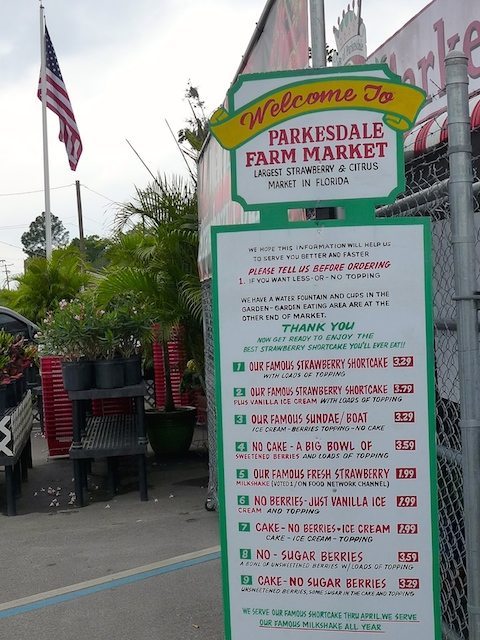 Welcome To
PARKESDALE
FARM MARKET
LARGEST STRAWBERRY & CITRUS
MARKET IN FLORIDA
WE HOPE THIS INFORMATION WILL HELP US
TO SERVE YOU BETTER AND FASTER
PLEASE TELL US BEFORE ORDERING
1. IF YOU WANT LESS-OR-NO-TOPPING
WE HAVE A WATER FOUNTAIN AND CUPS IN THE
GARDEN-GARDEN EATING AREA ARE AT THE
OTHER END OF MARKET.
THANK YOU
NOW GET READY TO ENJOY THE
BEST STRAWBERRY SHORTCAKE YOU'LL EVER EAT!!
1 OUR FAMOUS STRAWBERRY SHORTCAKE 3.29
WITH LOADS OF TOPPING
2 OUR FAMOUS STRAWBERRY SHORTCAKE 3.79
PLUS VANILLA ICE CREAM WITH LOADS OF TOPPING
3 OUR FAMOUS SUNDAE/BOAT 3.29
ICE CREAM-BERRIES TOPPING-NO CAKE
4 NO CAKE-A BIG BOWL OF 3.59
SWEETENED BERRIES AND LOADS OF TOPPING
5 OUR FAMOUS FRESH STRAWBERRY 1.99
MILKSHAKE (VOTED 1 ON FOOD NETWORK CHANNEL)
6 NO BERRIES-JUST VANILLA ICE 1.99
CREAM AND TOPPING
7 CAKE-NO BERRIES+ICE CREAM 2.99
CAKE-ICE CREAM-TOPPING
8 NO-SUGAR BERRIES 3.59
A BOWL OF UNSWEETENED BERRIES W/LOADS OF TOPPING
9 CAKE-NO SUGAR BERRIES 3.29
UNSWEETENED BERRIES, SOME SUGAR IN THE CAKE AND TOPPING
WE SERVE OUR FAMOUS SHORTCAKE THRU APRIL.WE SERVE
OUR FAMOUS MILKSHAKE ALL YEAR